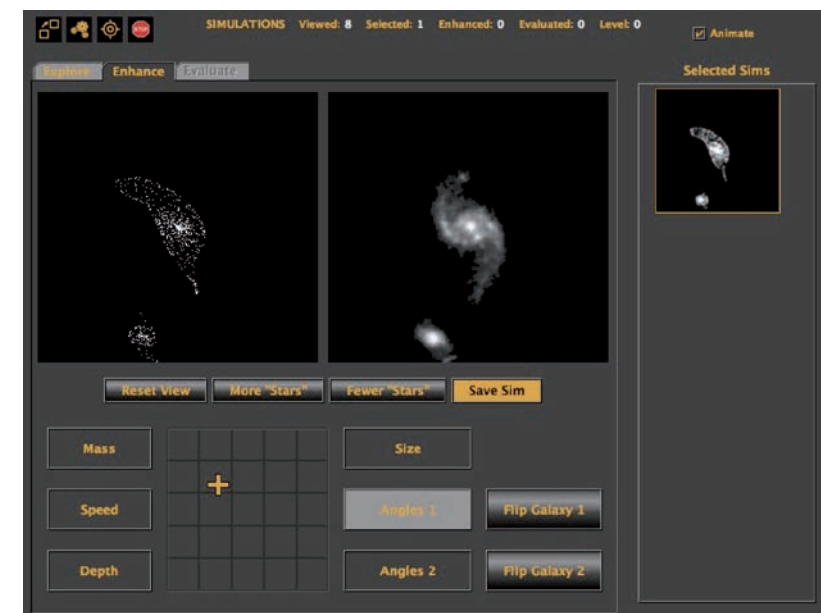 STOP
SIMULATIONS Viewed: 8 Selected: 1 Enhanced: 0 Evaluated: 0 Level: 0
Animate
Explore Enhance Evaluate
Selected Sims
Reset View More "Stars" Fewer "Stars" Save Sim
Mass
Size
Speed
Angles 1
Flip Galaxy 1
Depth
Angles 2
Flip Galaxy 2